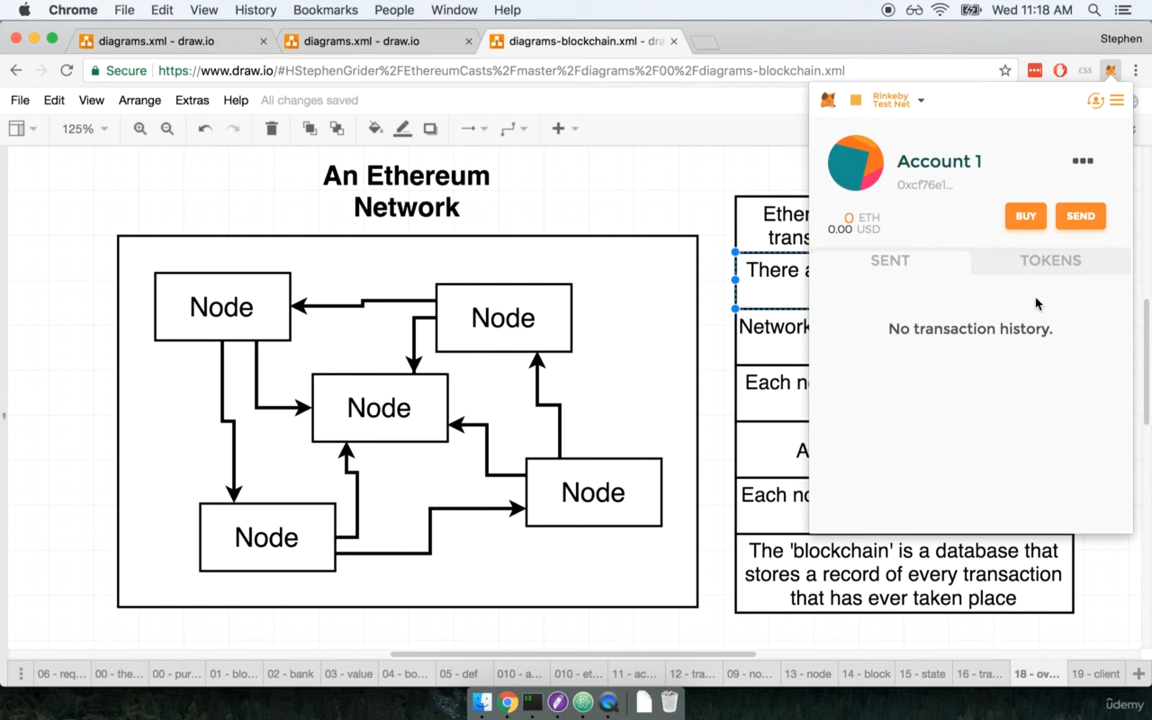 Chrome File Edit View History Bookmarks People Window Help Wed 11:18 AM
diagrams.xml - draw.io
diagrams.xml - draw.io
diagrams-blockchain.xml - dra
Stephen
Secure https://www.draw.io/#HStephenGrider%2FEthereumCasts%2Fmaster%2Fdiagrams%2F00%2Fdiagrams-blockchain.xml
CSS
File Edit View Arrange Extras Help All changes saved
125%
An Ethereum
Network
Node
Node
Node
Node
Node
Ether
trans
There a
Network
Each n
A
Each no
The 'blockchain' is a database that
stores a record of every transaction
that has ever taken place
Rinkeby
Test Net
Account 1
0xcf76e1...
0 ETH
0.00 USD
BUY
SEND
SENT
TOKENS
No transaction history.
06 - req...
00 - the...
00 - pur...
01 - blo...
02 - bank
03 - value
04 - bo...
05 - def
010 - a...
010 - et...
11 - ac...
12 - tra...
09 - no...
13 - node
14 - block
15 - state
16 - tra...
18 - ov...
19 - client
ûdemy